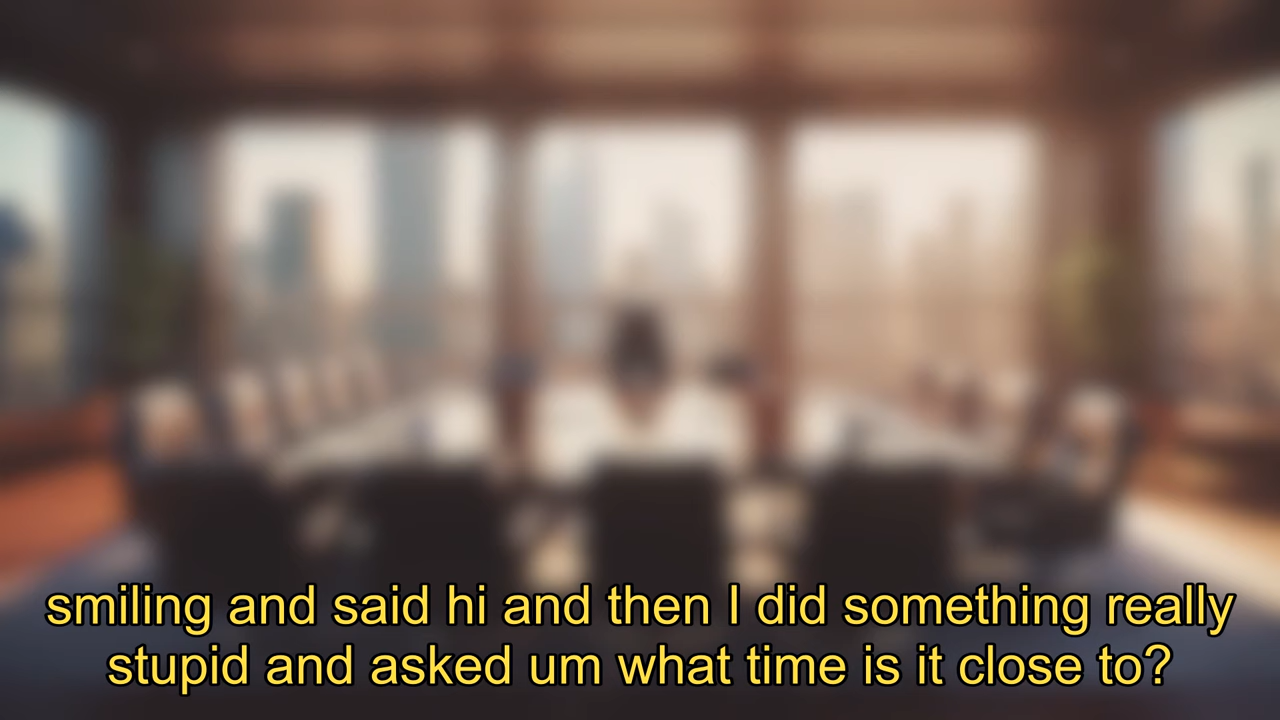 smiling and said hi and then I did something really
stupid and asked um what time is it close to?